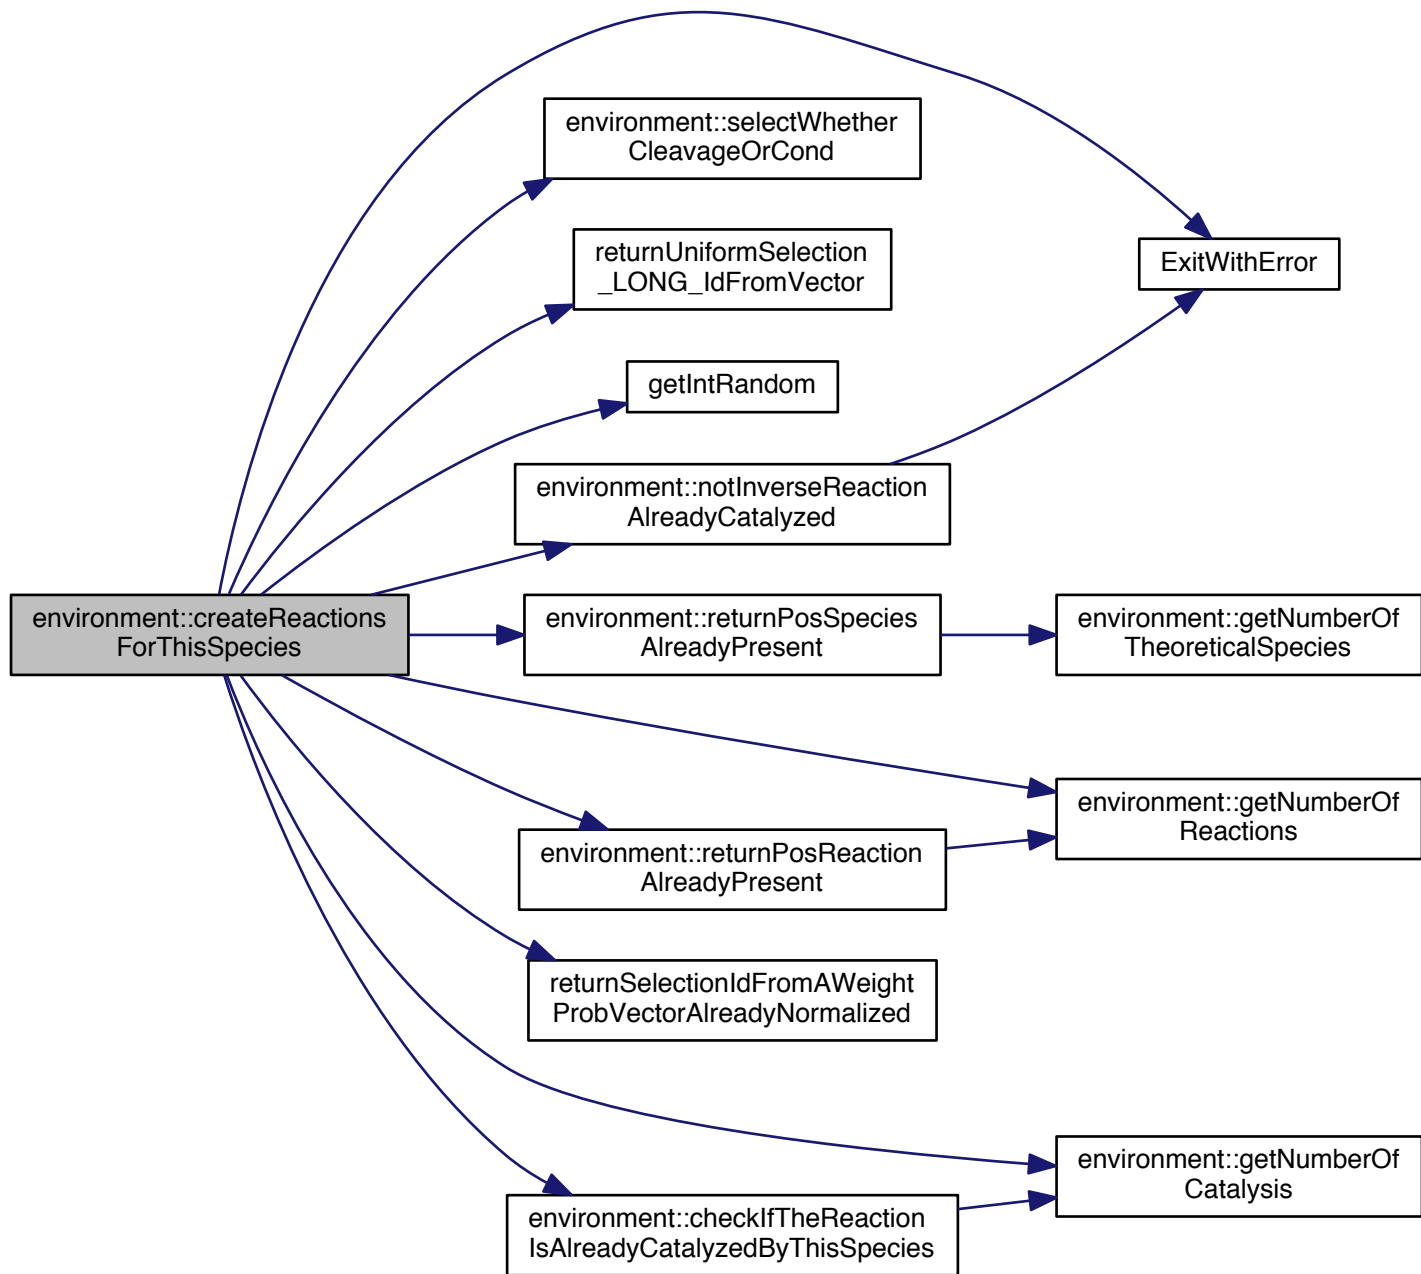 environment::selectWhether
CleavageOrCond
returnUniformSelection
_LONG_IdFromVector
ExitWithError
getIntRandom
environment::notInverseReaction
AlreadyCatalyzed
environment::createReactions
ForThisSpecies
environment::returnPosSpecies
AlreadyPresent
environment::getNumberOf
TheoreticalSpecies
environment::getNumberOf
Reactions
environment::returnPosReaction
AlreadyPresent
returnSelectionIdFromAWeight
ProbVectorAlreadyNormalized
environment::getNumberOf
Catalysis
environment::checkIfTheReaction
IsAlreadyCatalyzedByThisSpecies